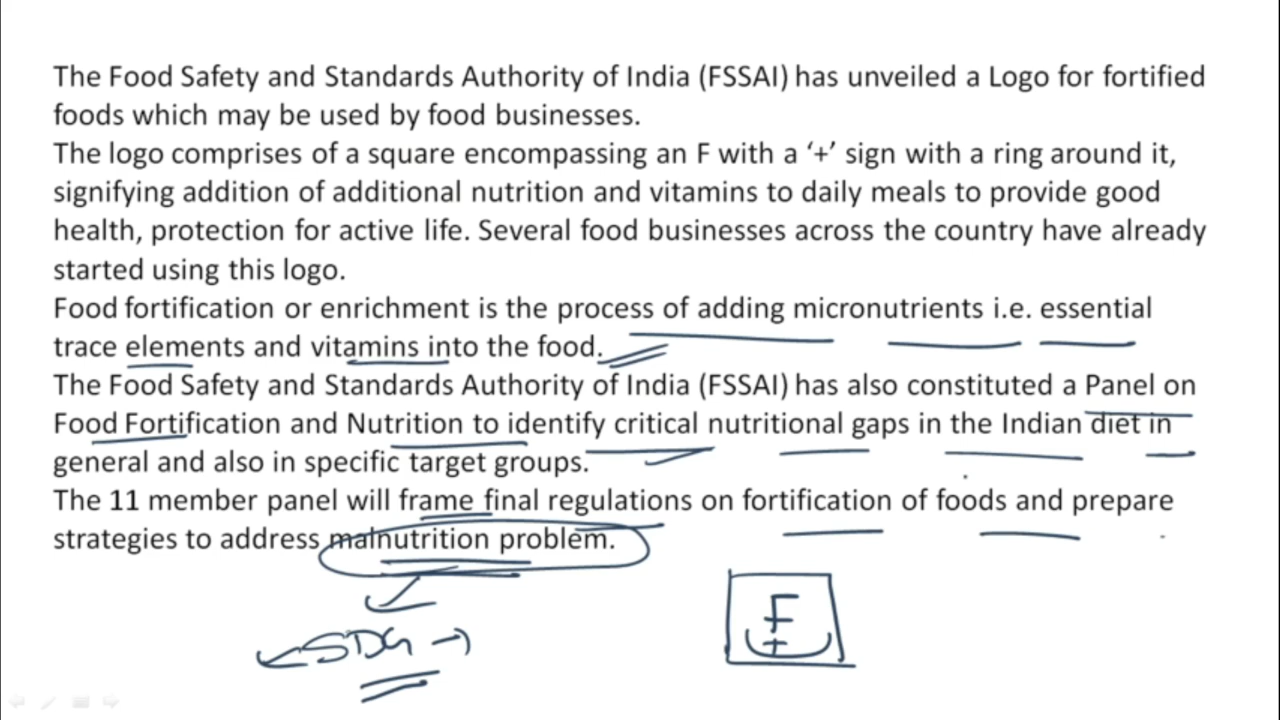 The Food Safety and Standards Authority of India (FSSAI) has unveiled a Logo for fortified
foods which may be used by food businesses.
The logo comprises of a square encompassing an F with a ‘+’ sign with a ring around it,
signifying addition of additional nutrition and vitamins to daily meals to provide good
health, protection for active life. Several food businesses across the country have already
started using this logo.
Food fortification or enrichment is the process of adding micronutrients i.e. essential
trace elements and vitamins into the food.
The Food Safety and Standards Authority of India (FSSAI) has also constituted a Panel on
Food Fortification and Nutrition to identify critical nutritional gaps in the Indian diet in
general and also in specific target groups.
The 11 member panel will frame final regulations on fortification of foods and prepare
strategies to address malnutrition problem.
F
+
SDG